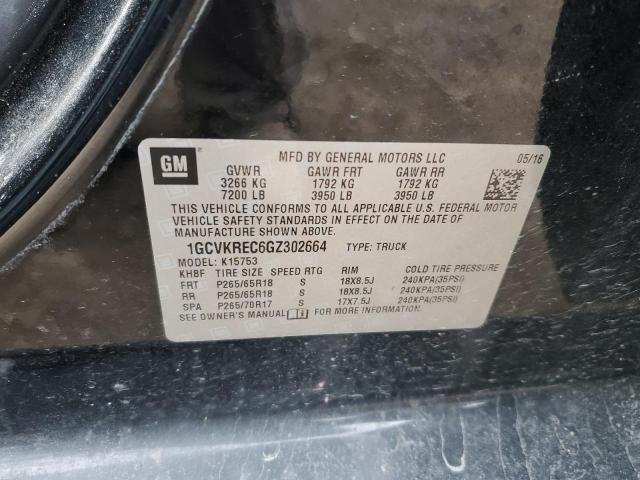 GM
MFD BY GENERAL MOTORS LLC 05/16
GVWR GAWR FRT GAWR RR
3266 KG 1792 KG 1792 KG
7200 LB 3950 LB 3950 LB
THIS VEHICLE CONFORMS TO ALL APPLICABLE U.S. FEDERAL MOTOR
VEHICLE SAFETY STANDARDS IN EFFECT ON THE DATE OF
MANUFACTURE SHOWN ABOVE.
1GCVKREC6GZ302664 TYPE: TRUCK
MODEL: K15753
KHBF TIRE SIZE SPEED RTG RIM COLD TIRE PRESSURE
FRT P265/65R18 S 18X8.5J 240KPA(35PSI)
RR P265/65R18 S 18X8.5J 240KPA(35PSI)
SPA P265/70R17 S 17X7.5J 240KPA(35PSI)
SEE OWNER'S MANUAL FOR MORE INFORMATION.